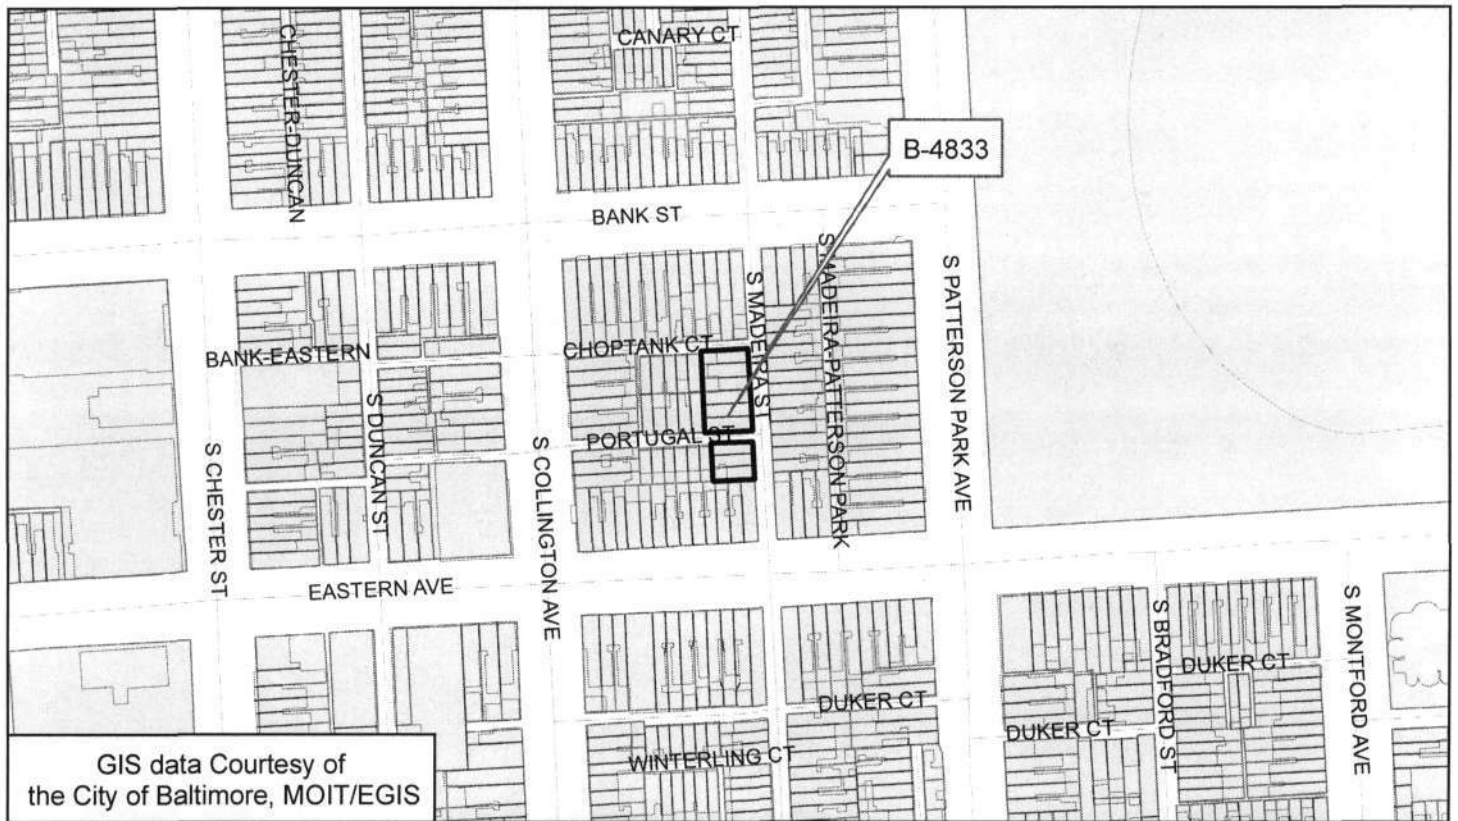 CANARY CT
CHESTER-DUNCAN
B-4833
BANK ST
S MADEIRA ST
S MADEIRA-PATTERSON PARK
S PATTERSON PARK AVE
BANK-EASTERN
CHOPTANK CT
S DUNCAN ST
PORTUGAL ST
S CHESTER ST
S COLLINGTON AVE
EASTERN AVE
S BRADFORD ST
S MONTFORD AVE
DUKER CT
DUKER CT
DUKER CT
WINTERLING CT
GIS data Courtesy of
the City of Baltimore, MOIT/EGIS